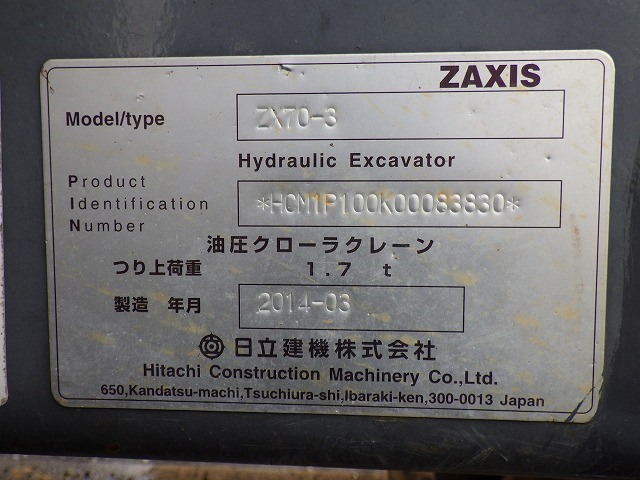 ZAXIS
Model/type ZX70-3
Hydraulic Excavator
Product
Identification *HCM1P100K00083830*
Number
油圧クローラクレーン
つり上荷重 1.7 t
製造 年月 2014-03
日立建機株式会社
Hitachi Construction Machinery Co.,Ltd.
650,Kandatsu-machi,Tsuchiura-shi,Ibaraki-ken,300-0013 Japan